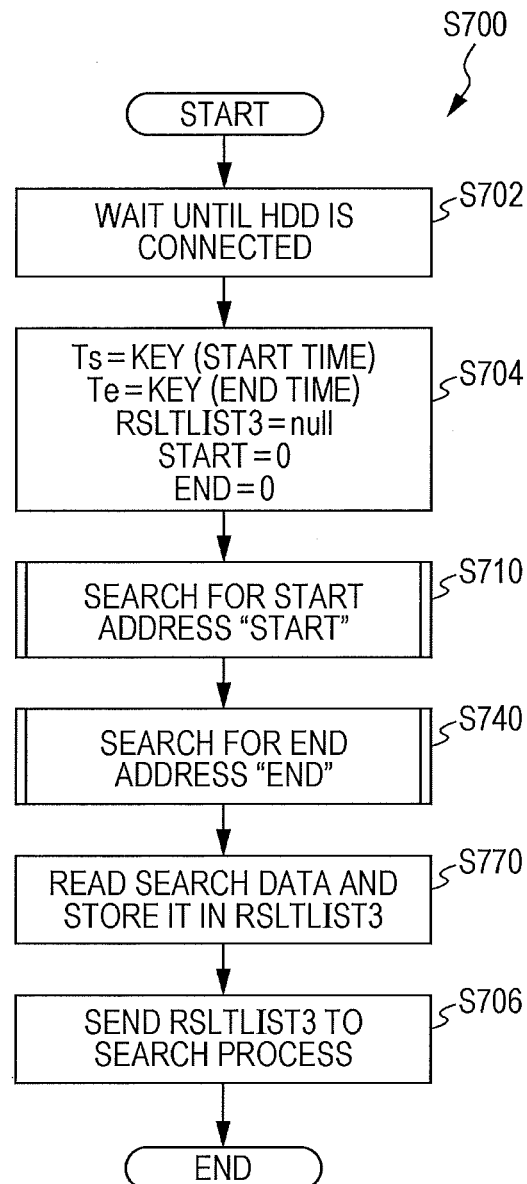 S700
START
WAIT UNTIL HDD IS
CONNECTED
S702
Ts=KEY (START TIME)
Te=KEY (END TIME)
RSLTLIST3=null
START=0
END=0
S704
SEARCH FOR START
ADDRESS “START”
S710
SEARCH FOR END
ADDRESS “END”
S740
READ SEARCH DATA AND
STORE IT IN RSLTLIST3
S770
SEND RSLTLIST3 TO
SEARCH PROCESS
S706
END